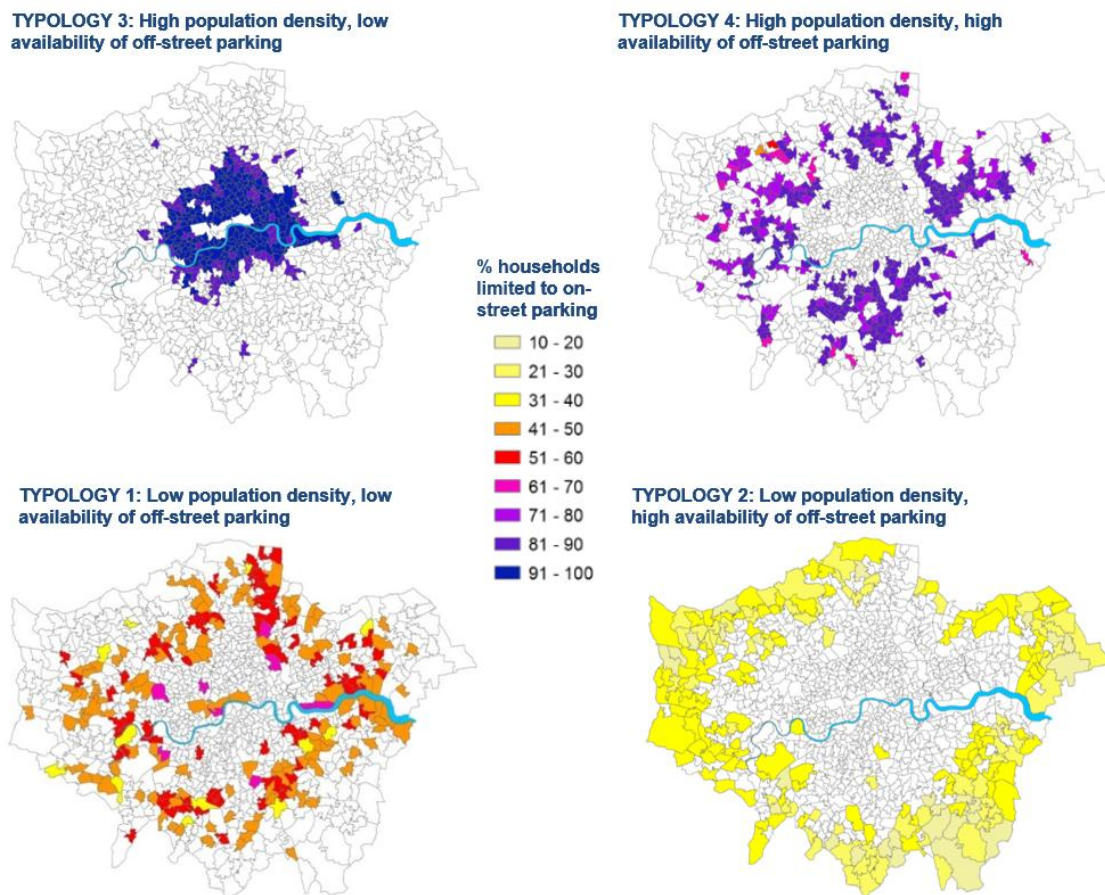 TYPOLOGY 3: High population density, low
availability of off-street parking
TYPOLOGY 4: High population density, high
availability of off-street parking
% households
limited to on-
street parking
10 - 20
21 - 30
31 - 40
41 - 50
51 - 60
61 - 70
71 - 80
81 - 90
91 - 100
TYPOLOGY 1: Low population density, low
availability of off-street parking
TYPOLOGY 2: Low population density,
high availability of off-street parking